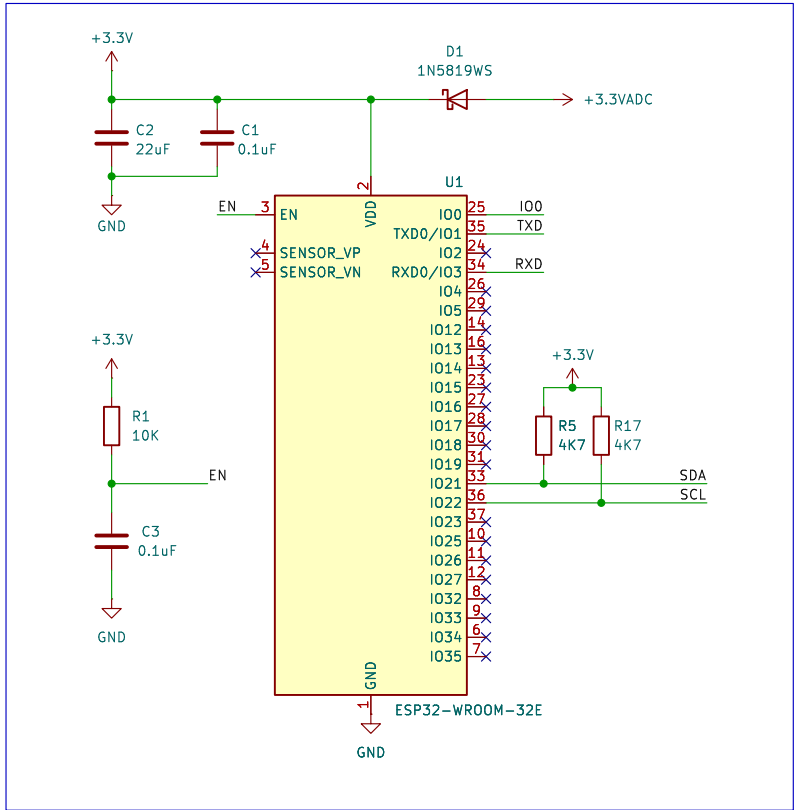 +3.3V
D1
1N5819WS
+3.3VADC
C2
22uF
C1
0.1uF
GND
U1
2
VDD
EN
3
EN
4
SENSOR_VP
5
SENSOR_VN
IO0
25
IO0
TXD0/IO1
35
TXD
IO2
24
RXD0/IO3
34
RXD
IO4
26
IO5
29
IO12
14
IO13
16
IO14
13
IO15
23
IO16
27
IO17
28
IO18
30
IO19
31
IO21
33
SDA
IO22
36
SCL
IO23
37
IO25
10
IO26
11
IO27
12
IO32
8
IO33
9
IO34
6
IO35
7
+3.3V
R5
4K7
R17
4K7
+3.3V
R1
10K
EN
C3
0.1uF
GND
GND
1
ESP32-WROOM-32E
GND